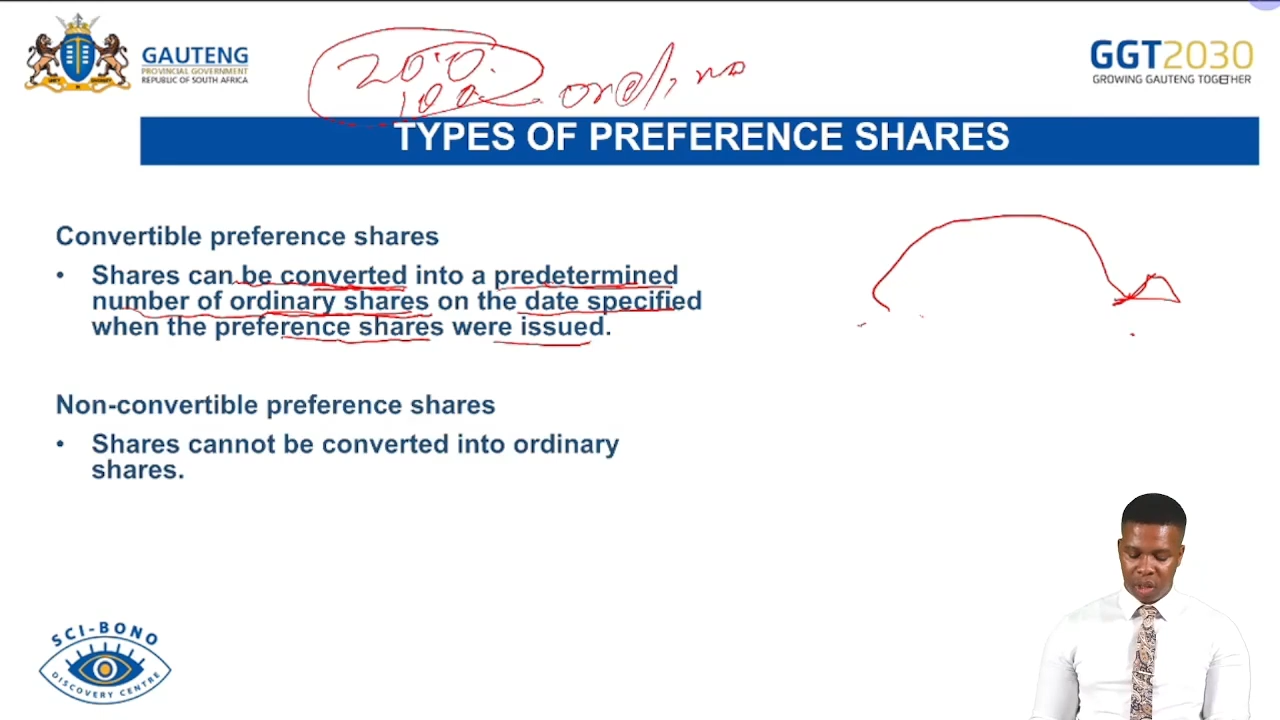 GAUTENG
PROVINCIAL GOVERNMENT
REPUBLIC OF SOUTH AFRICA
GGT2030
GROWING GAUTENG TOGETHER
200.
100
TYPES OF PREFERENCE SHARES
Convertible preference shares
• Shares can be converted into a predetermined
number of ordinary shares on the date specified
when the preference shares were issued.
Non-convertible preference shares
• Shares cannot be converted into ordinary
shares.
SCI-BONO
DISCOVERY CENTRE